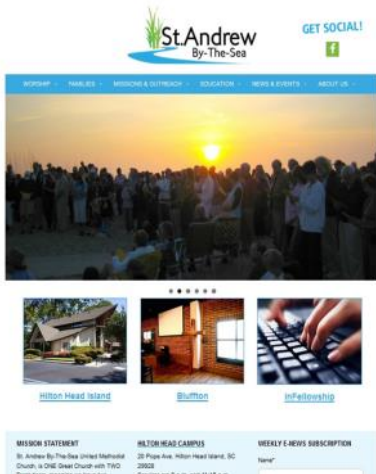 St.Andrew
By-The-Sea
GET SOCIAL!
f
WORSHIP FAMILIES MISSIONS & OUTREACH EDUCATION NEWS & EVENTS ABOUT US
Hilton Head Island
Bluffton
inFellowship
MISSION STATEMENT
St. Andrew By-The-Sea United Methodist
Church, is ONE Great Church with TWO
HILTON HEAD CAMPUS
20 Pope Ave, Hilton Head Island, SC
29928
WEEKLY E-NEWS SUBSCRIPTION
Name*